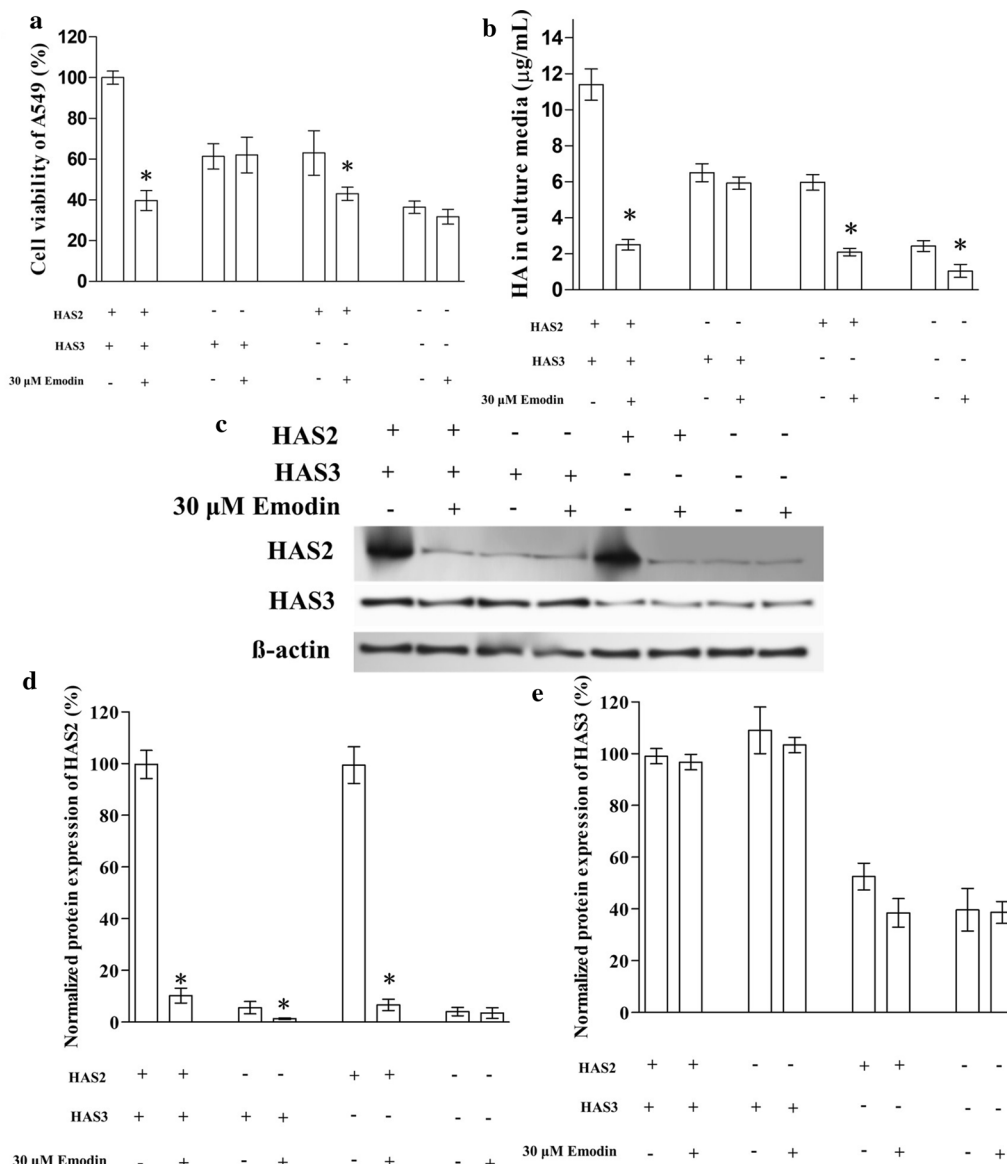 a
Cell viability of A549 (%)
120
100
80
60
40
20
0
*
*
HAS2 + + - - + + - -
HAS3 + + + + - - - -
30 µM Emodin - + - + - + - +
b
HA in culture media (µg/mL)
14
12
10
8
6
4
2
0
*
*
*
HAS2 + + - - + + - -
HAS3 + + + + - - - -
30 µM Emodin - + - + - + - +
c
HAS2 + + - - + + - -
HAS3 + + + + - - - -
30 µM Emodin - + - + - + - +
HAS2
HAS3
ß-actin
d
Normalized protein expression of HAS2 (%)
120
100
80
60
40
20
0
*
*
*
HAS2 + + - - + + - -
HAS3 + + + + - - - -
30 µM Emodin - + - + - + - +
e
Normalized protein expression of HAS3 (%)
120
100
80
60
40
20
0
HAS2 + + - - + + - -
HAS3 + + + + - - - -
30 µM Emodin - + - + - + - +